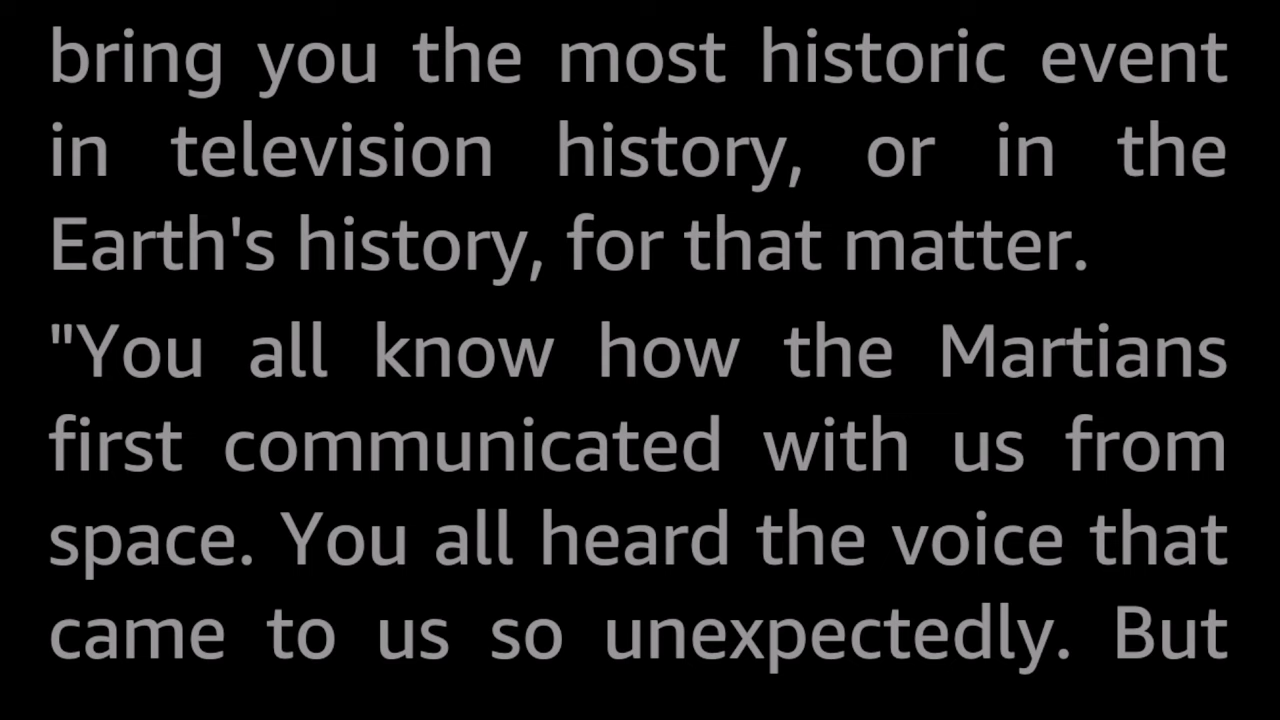 bring you the most historic event
in television history, or in the
Earth's history, for that matter.
"You all know how the Martians
first communicated with us from
space. You all heard the voice that
came to us so unexpectedly. But